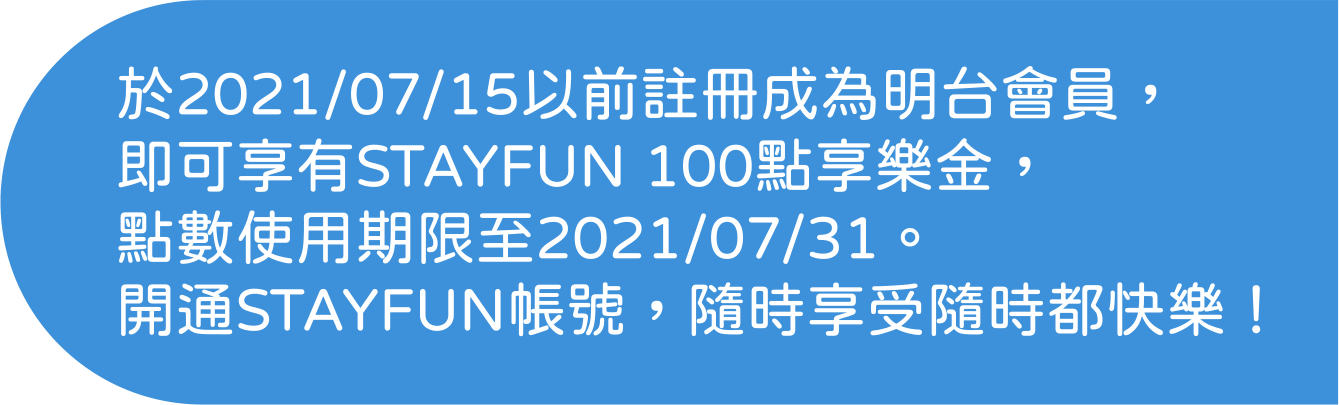 於2021/07/15以前註冊成為明台會員，
即可享有STAYFUN 100點享樂金，
點數使用期限至2021/07/31。
開通STAYFUN帳號，隨時享受隨時都快樂！